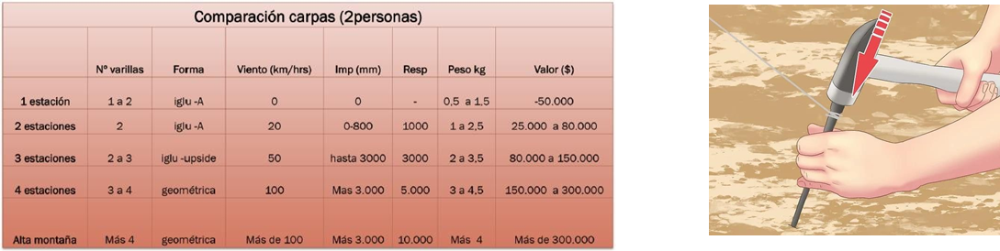 Comparación carpas (2personas)
Nº varillas Forma Viento (km/hrs) Imp (mm) Resp Peso kg Valor ($)
1 estación 1 a 2 iglu -A 0 0 - 0,5 a 1,5 -50.000
2 estaciones 2 iglu -A 20 0-800 1000 1 a 2,5 25.000 a 80.000
3 estaciones 2 a 3 iglu -upside 50 hasta 3000 3000 2 a 3,5 80.000 a 150.000
4 estaciones 3 a 4 geométrica 100 Mas 3.000 5.000 3 a 4,5 150.000 a 300.000
Alta montaña Más 4 geométrica Más de 100 Más 3.000 10.000 Más 4 Más de 300.000